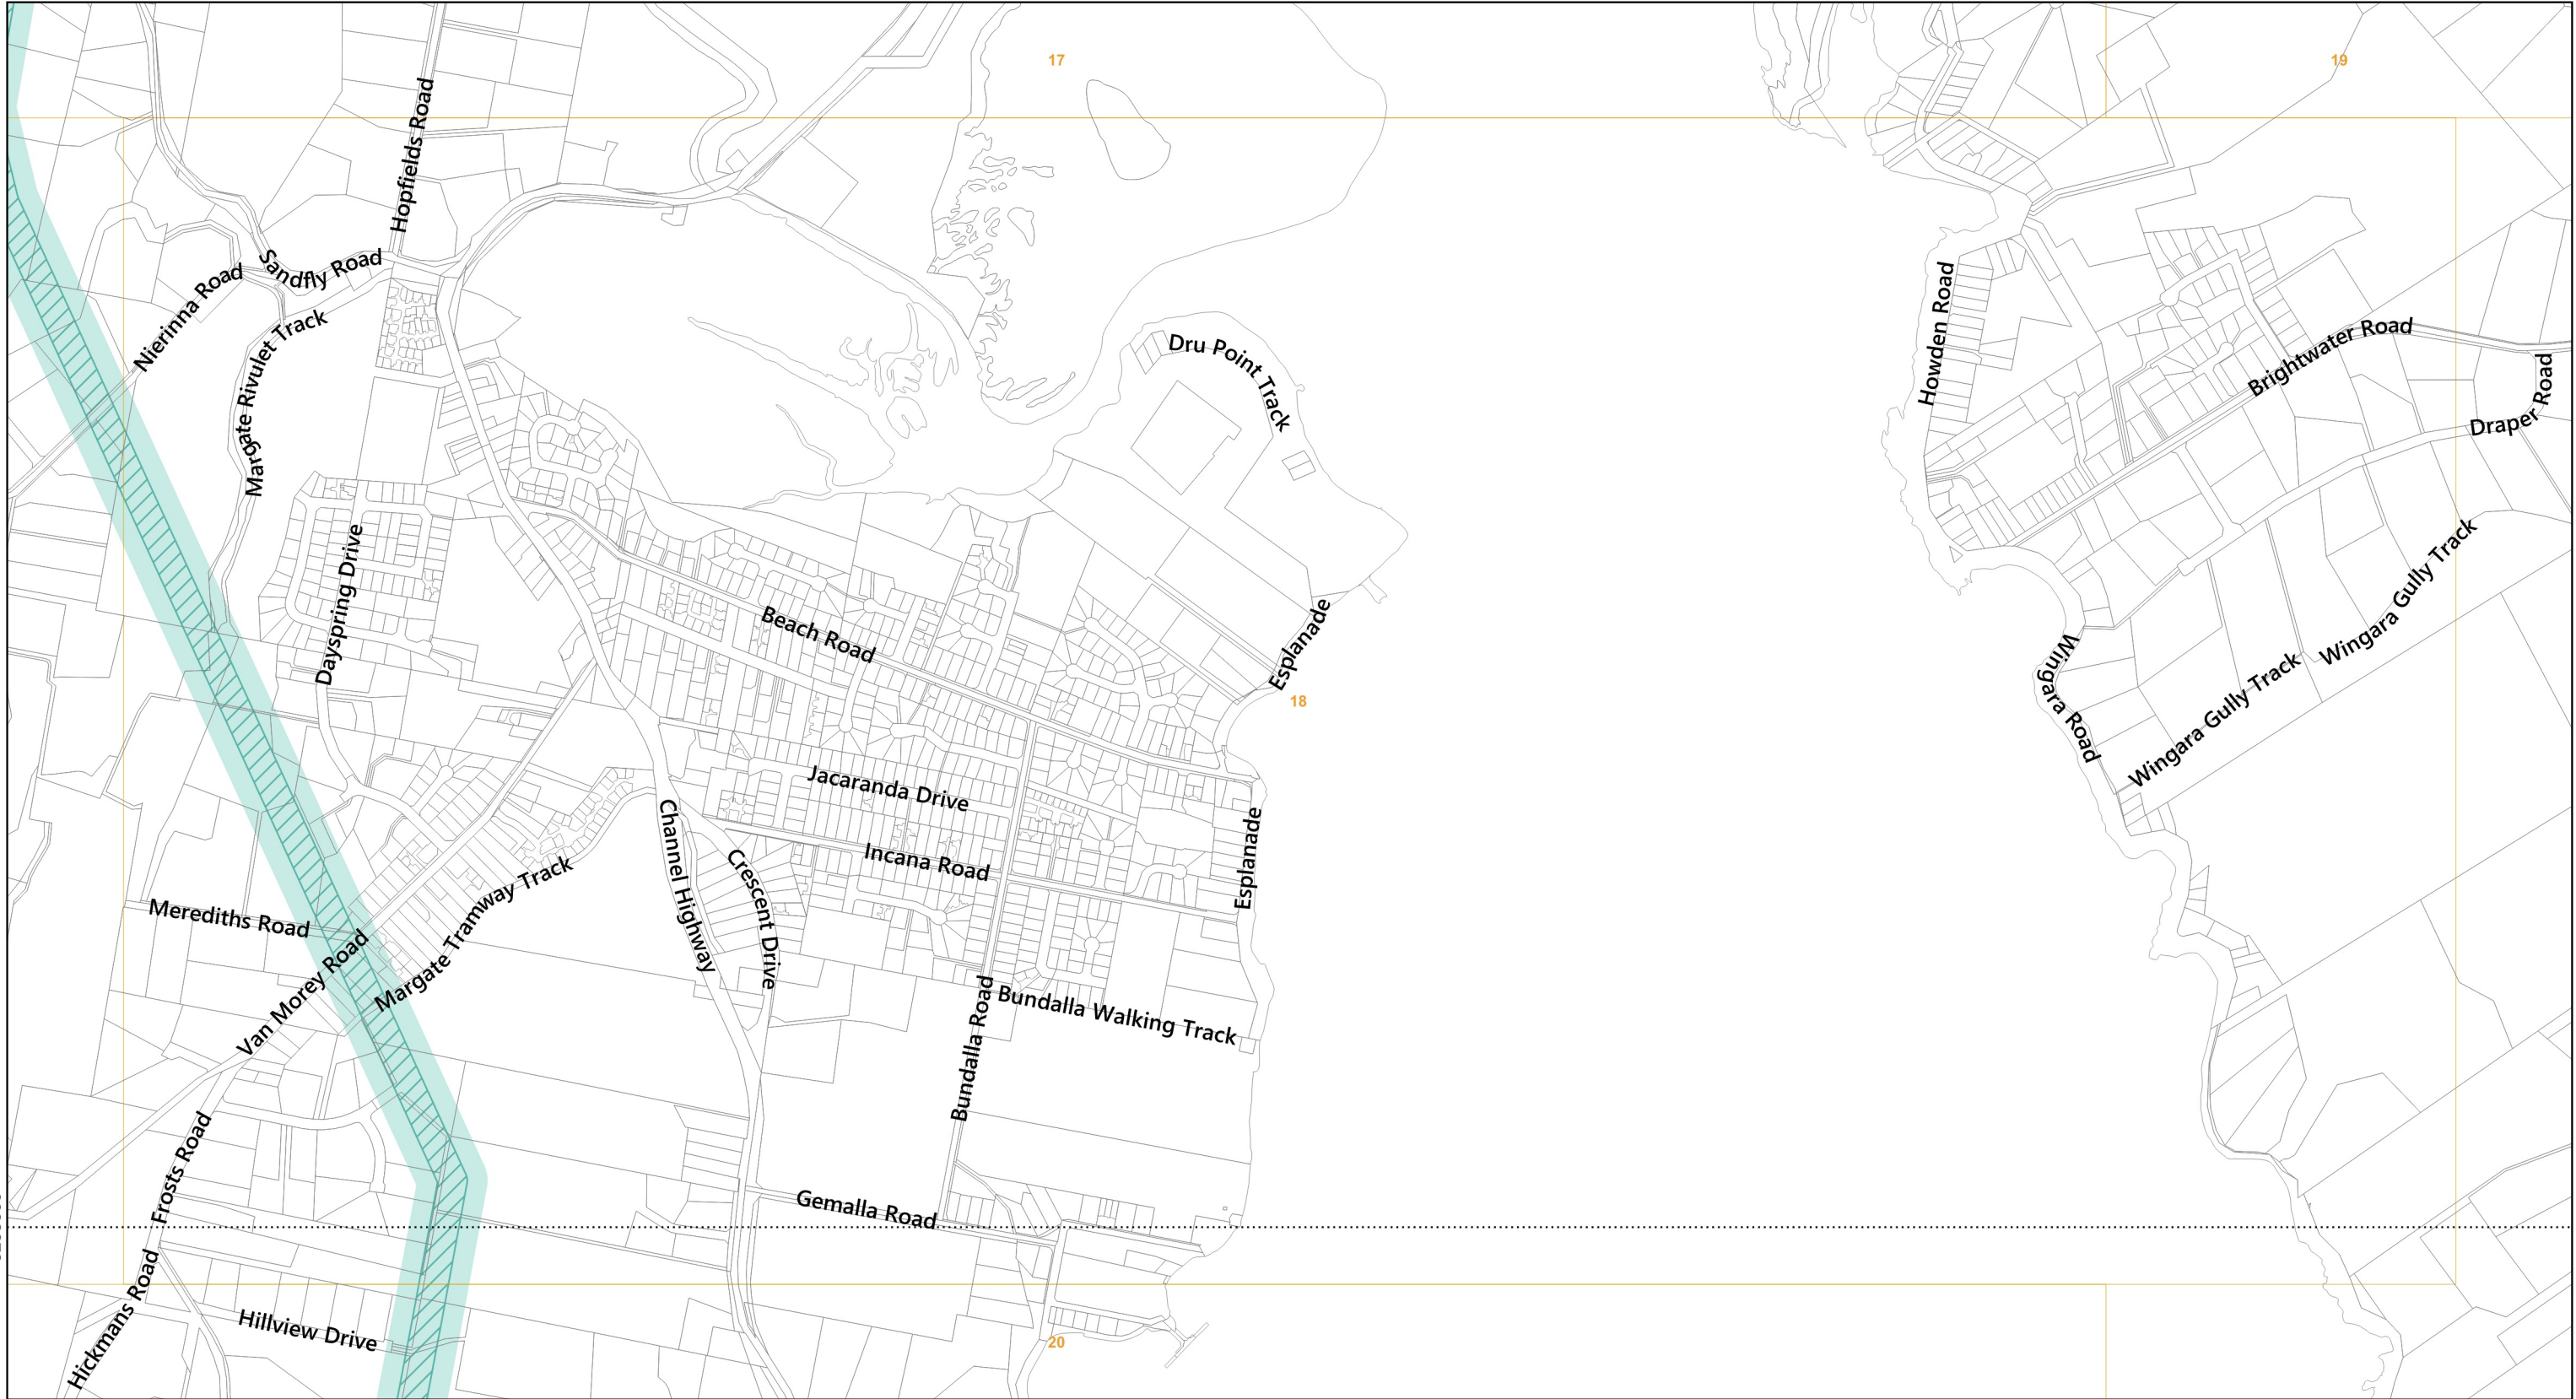 17
19
Hopfields Road
Sandfly Road
Nierinna Road
Margate Rivulet Track
Dru Point Track
Howden Road
Brightwater Road
Draper Road
Dayspring Drive
Beach Road
Esplanade
18
Wingara Road
Wingara Gully Track
Wingara Gully Track
Jacaranda Drive
Incana Road
Esplanade
Channel Highway
Crescent Drive
Merediths Road
Margate Tramway Track
Van Morey Road
Bundalla Road
Bundalla Walking Track
Frosts Road
Gemalla Road
Hickmans Road
Hillview Drive
20